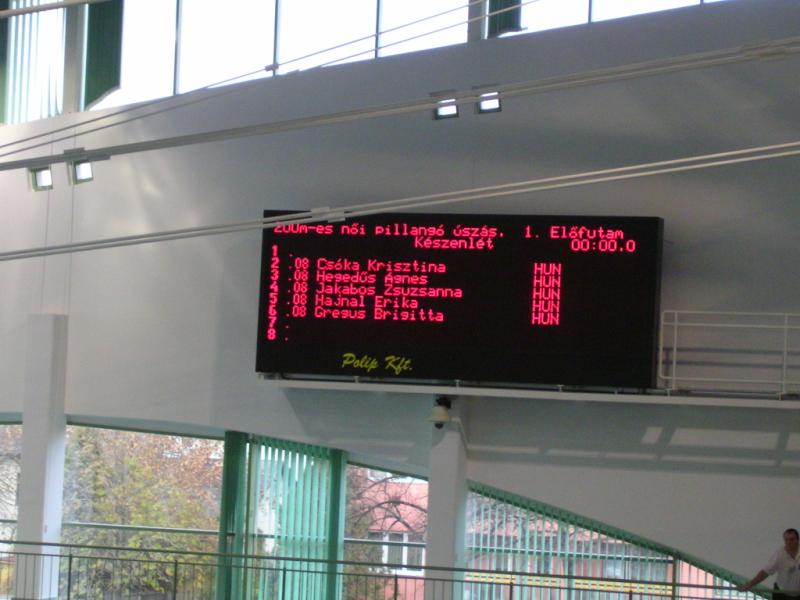 200m-es női pillangó úszás. 1. Előfutam
Készenlét 00:00.0
1 .
2 .08 Csóka Krisztina HUN
3 .08 Hegedűs Ágnes HUN
4 .08 Jakabos Zsuzsanna HUN
5 .08 Hajnal Erika HUN
6 .08 Gregus Brigitta HUN
7 .
8 .
Polip Kft.